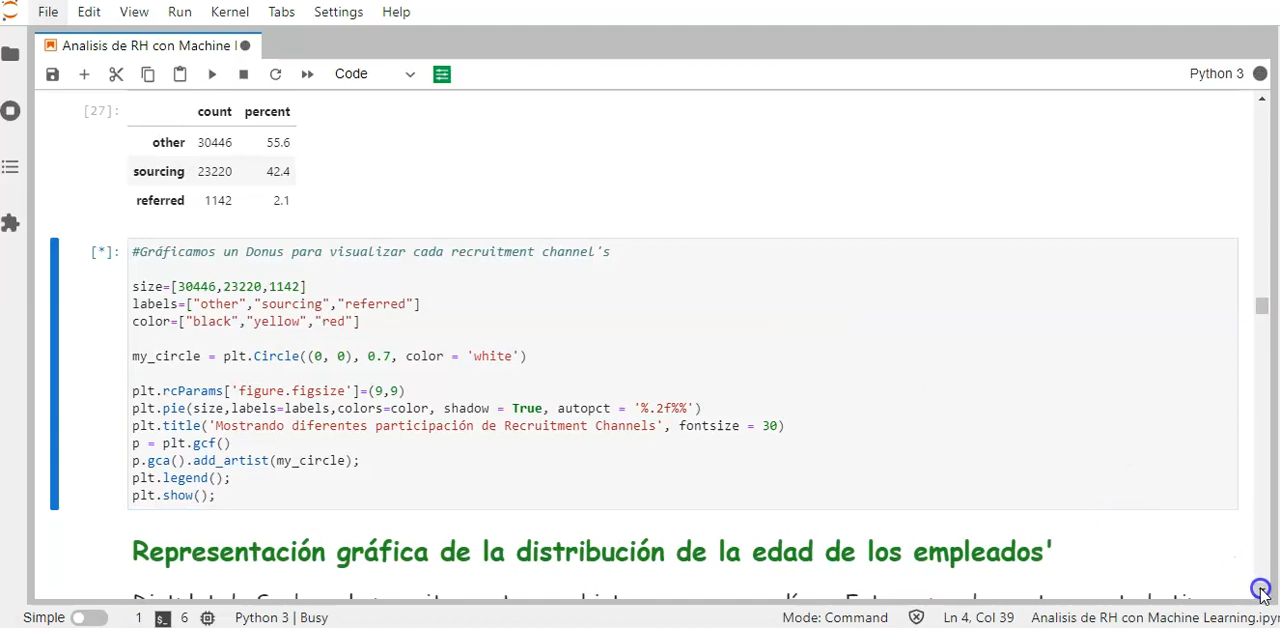 File Edit View Run Kernel Tabs Settings Help
Analisis de RH con Machine
Code
Python 3
[27]: count percent
other 30446 55.6
sourcing 23220 42.4
referred 1142 2.1
[*]: #Gráficamos un Donus para visualizar cada recruitment channel's
size=[30446,23220,1142]
labels=["other","sourcing","referred"]
color=["black","yellow","red"]
my_circle = plt.Circle((0, 0), 0.7, color = 'white')
plt.rcParams['figure.figsize']=(9,9)
plt.pie(size,labels=labels,colors=color, shadow = True, autopct = '%.2f%%')
plt.title('Mostrando diferentes participación de Recruitment Channels', fontsize = 30)
p = plt.gcf()
p.gca().add_artist(my_circle);
plt.legend();
plt.show();
Representación gráfica de la distribución de la edad de los empleados'
Simple 1 6 Python 3 | Busy Mode: Command Ln 4, Col 39 Analisis de RH con Machine Learning.ipy